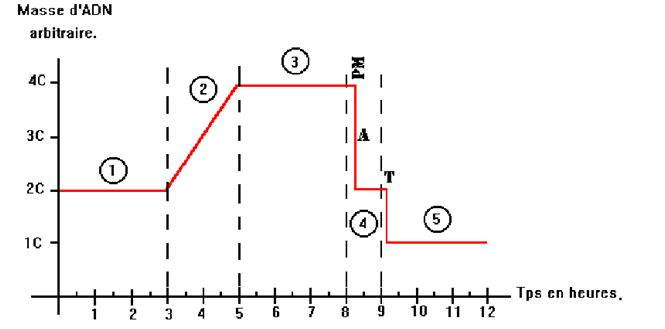 Masse d'ADN
arbitraire.
4C
3C
2C
1C
1
2
3
PM
A
T
4
5
1 2 3 4 5 6 7 8 9 10 11 12
Tps en heures.